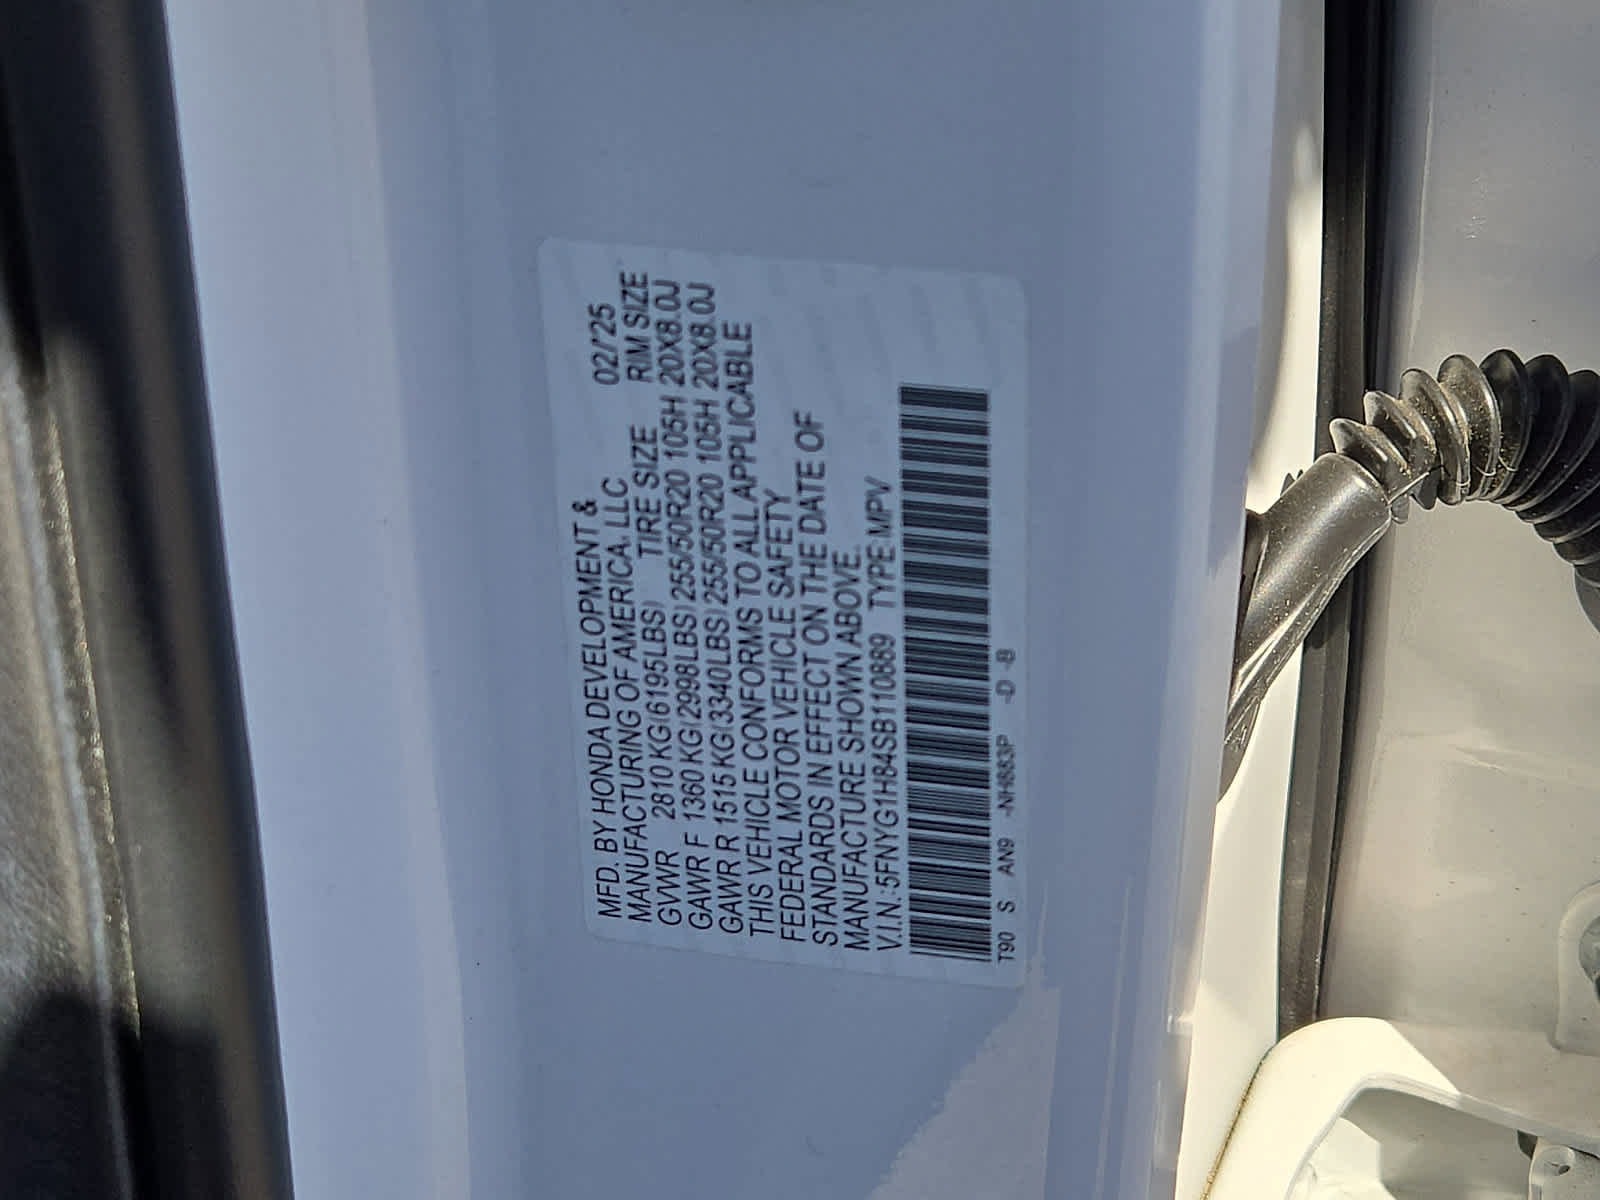 MFD. BY HONDA DEVELOPMENT & 02/25
MANUFACTURING OF AMERICA, LLC
GVWR 2810 KG(6195LBS) TIRE SIZE RIM SIZE
GAWR F 1360 KG(2998LBS) 255/50R20 105H 20X8.0J
GAWR R 1515 KG(3340LBS) 255/50R20 105H 20X8.0J
THIS VEHICLE CONFORMS TO ALL APPLICABLE
FEDERAL MOTOR VEHICLE SAFETY
STANDARDS IN EFFECT ON THE DATE OF
MANUFACTURE SHOWN ABOVE.
V.I.N.:5FNYG1H84SB110889 TYPE:MPV
T90 S AN9 -NH883P -D -B